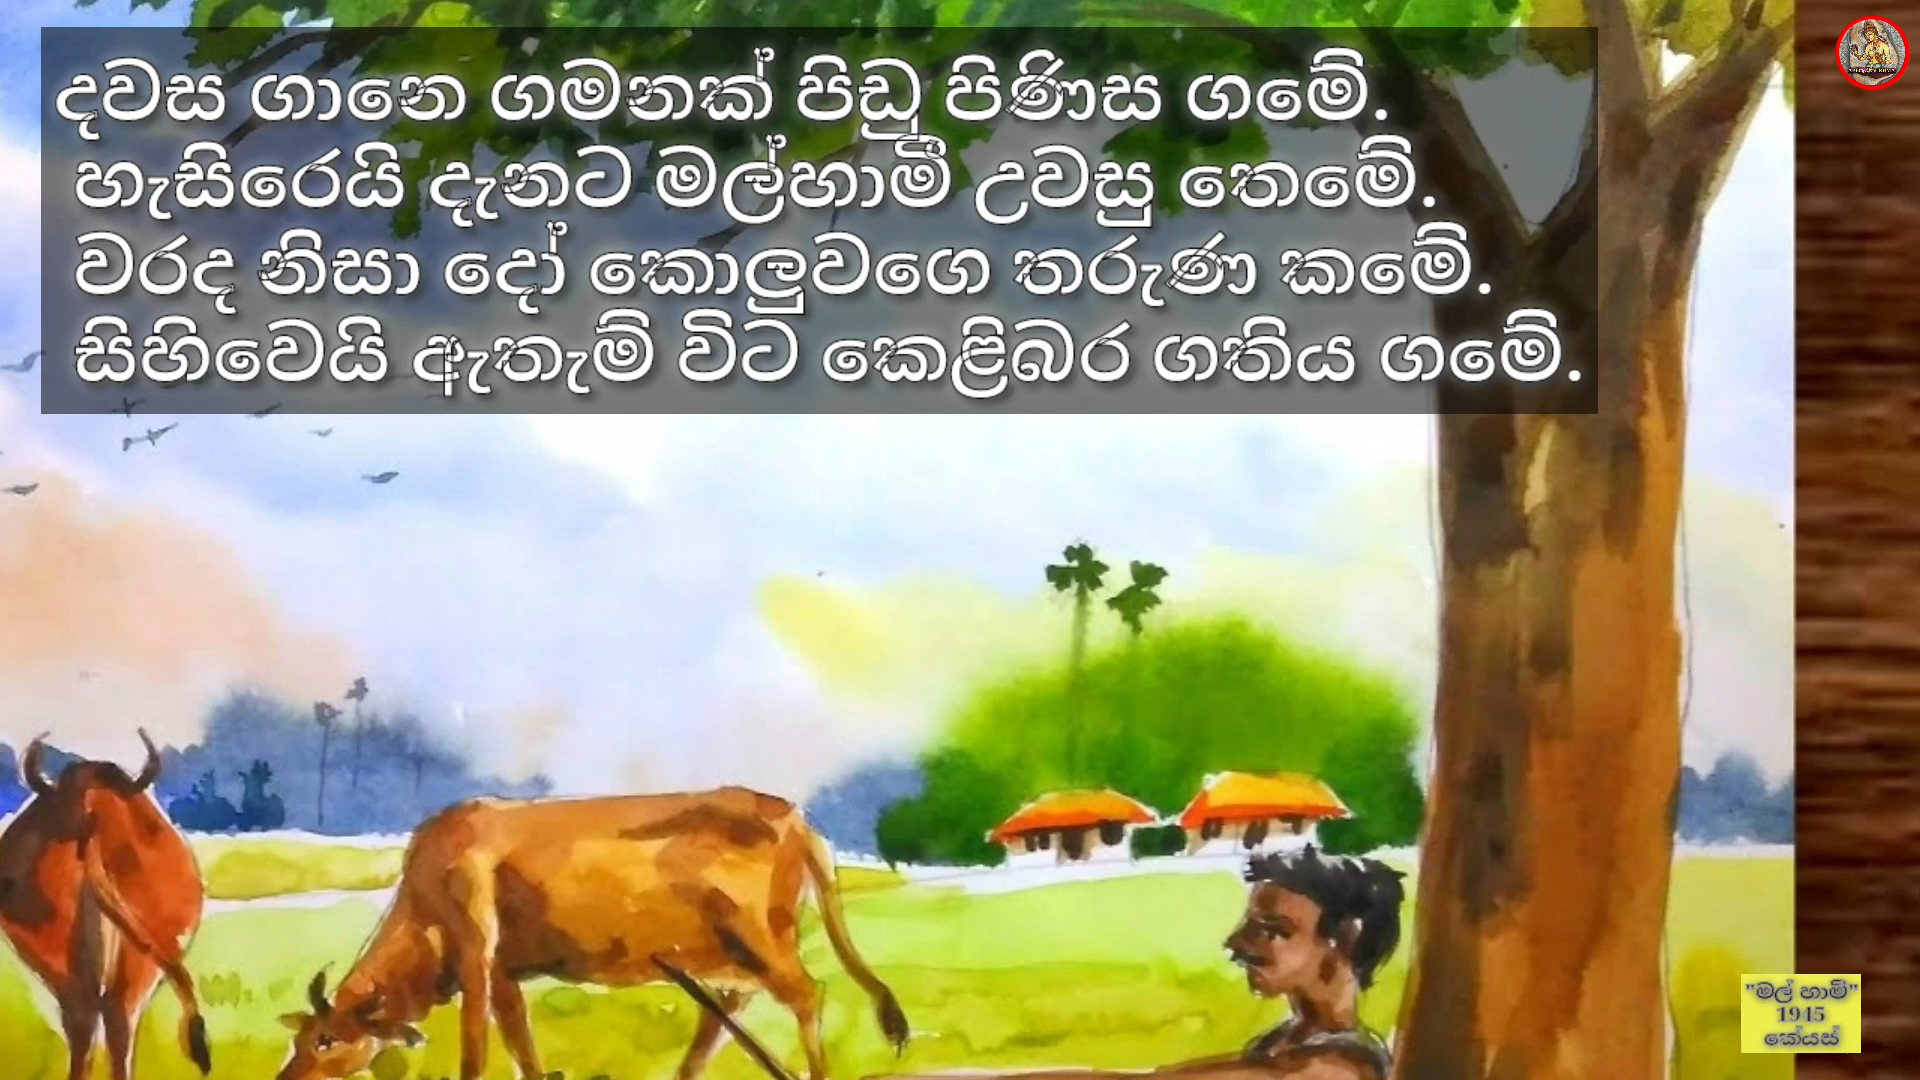 දවස ගානෙ ගමනක් පිඩු පිණිස ගමේ.
හැසිරෙයි දැනට මල්හාමී උවසු තෙමේ.
වරද නිසා දෝ කොලුවගෙ තරුණ කමේ.
සිහිවෙයි ඇතැම් විට කෙළිබර ගතිය ගමේ.
"මල් හාමි"
1945
කේයස්